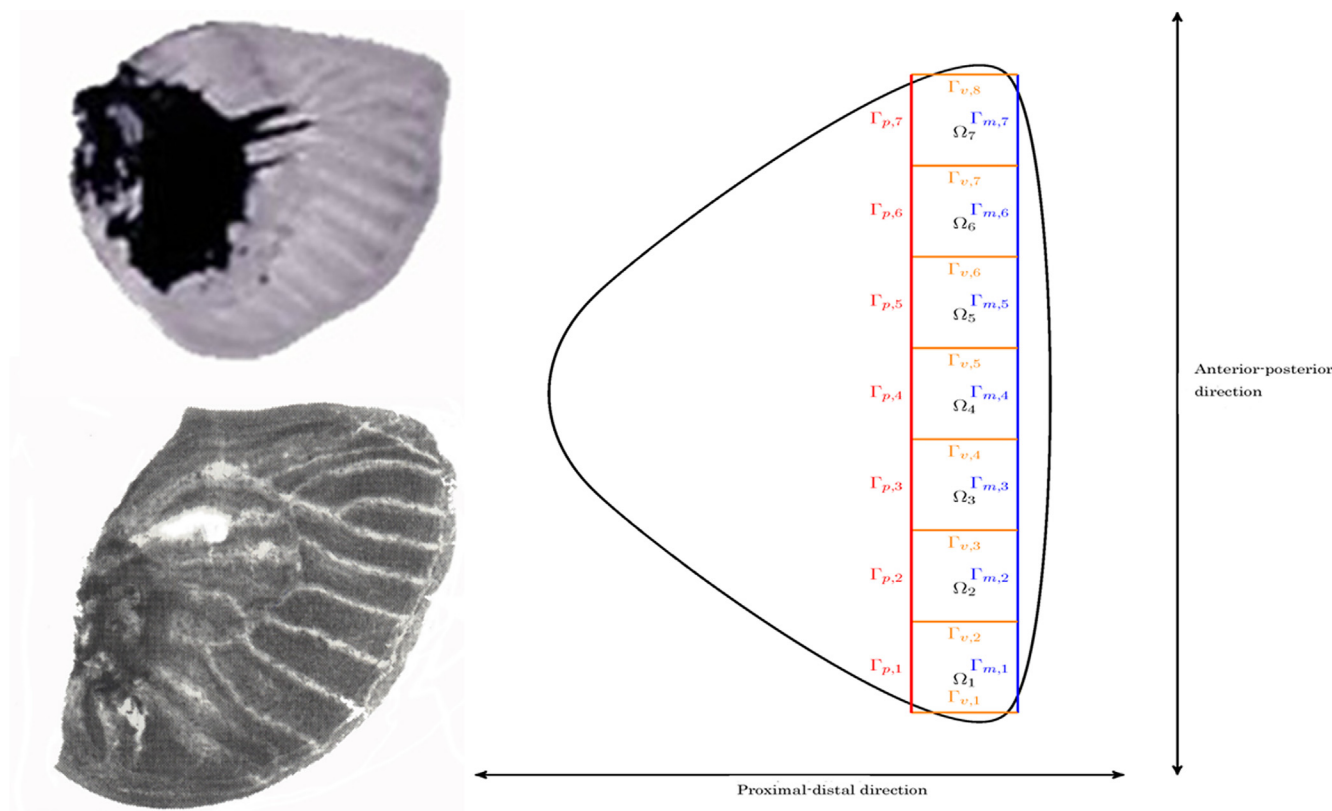 Γv,8
Γp,7 Γm,7
Ω7
Γv,7
Γp,6 Γm,6
Ω6
Γv,6
Γp,5 Γm,5
Ω5
Γv,5
Γp,4 Γm,4
Ω4
Γv,4
Γp,3 Γm,3
Ω3
Γv,3
Γp,2 Γm,2
Ω2
Γv,2
Γp,1 Γm,1
Ω1
Γv,1
Anterior-posterior
direction
Proximal-distal direction